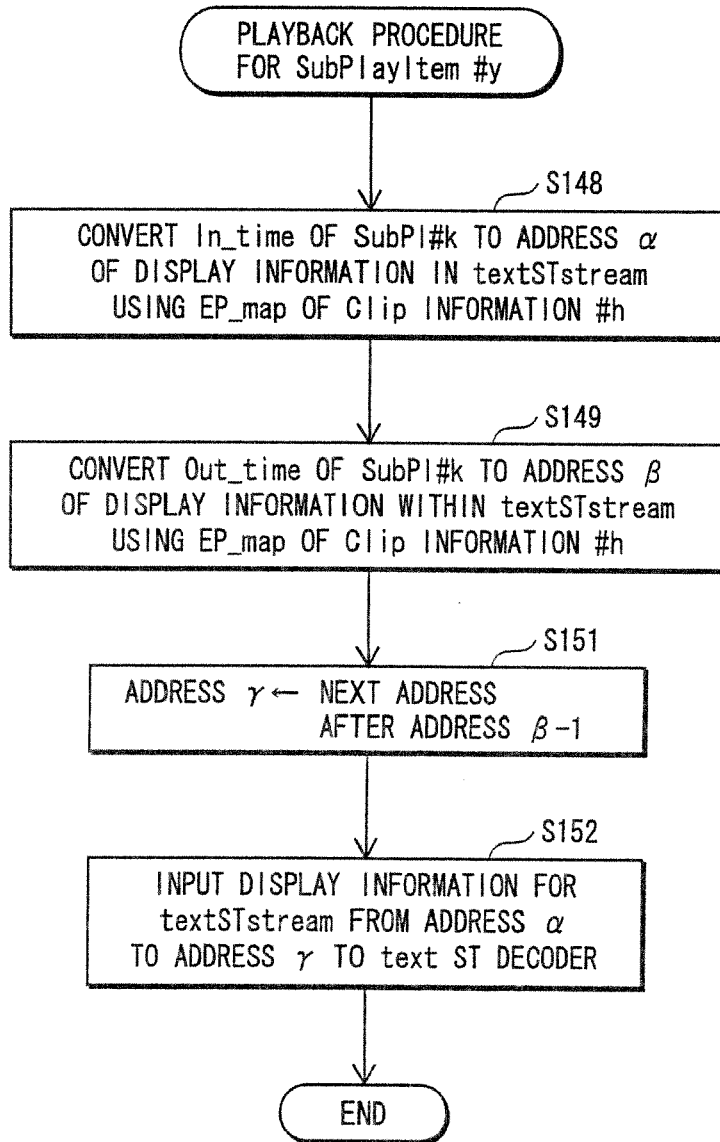 PLAYBACK PROCEDURE
FOR SubPlayItem #y
S148
CONVERT In_time OF SubPl#k TO ADDRESS α
OF DISPLAY INFORMATION IN textSTstream
USING EP_map OF Clip INFORMATION #h
S149
CONVERT Out_time OF SubPl#k TO ADDRESS β
OF DISPLAY INFORMATION WITHIN textSTstream
USING EP_map OF Clip INFORMATION #h
S151
ADDRESS γ ← NEXT ADDRESS
AFTER ADDRESS β-1
S152
INPUT DISPLAY INFORMATION FOR
textSTstream FROM ADDRESS α
TO ADDRESS γ TO text ST DECODER
END